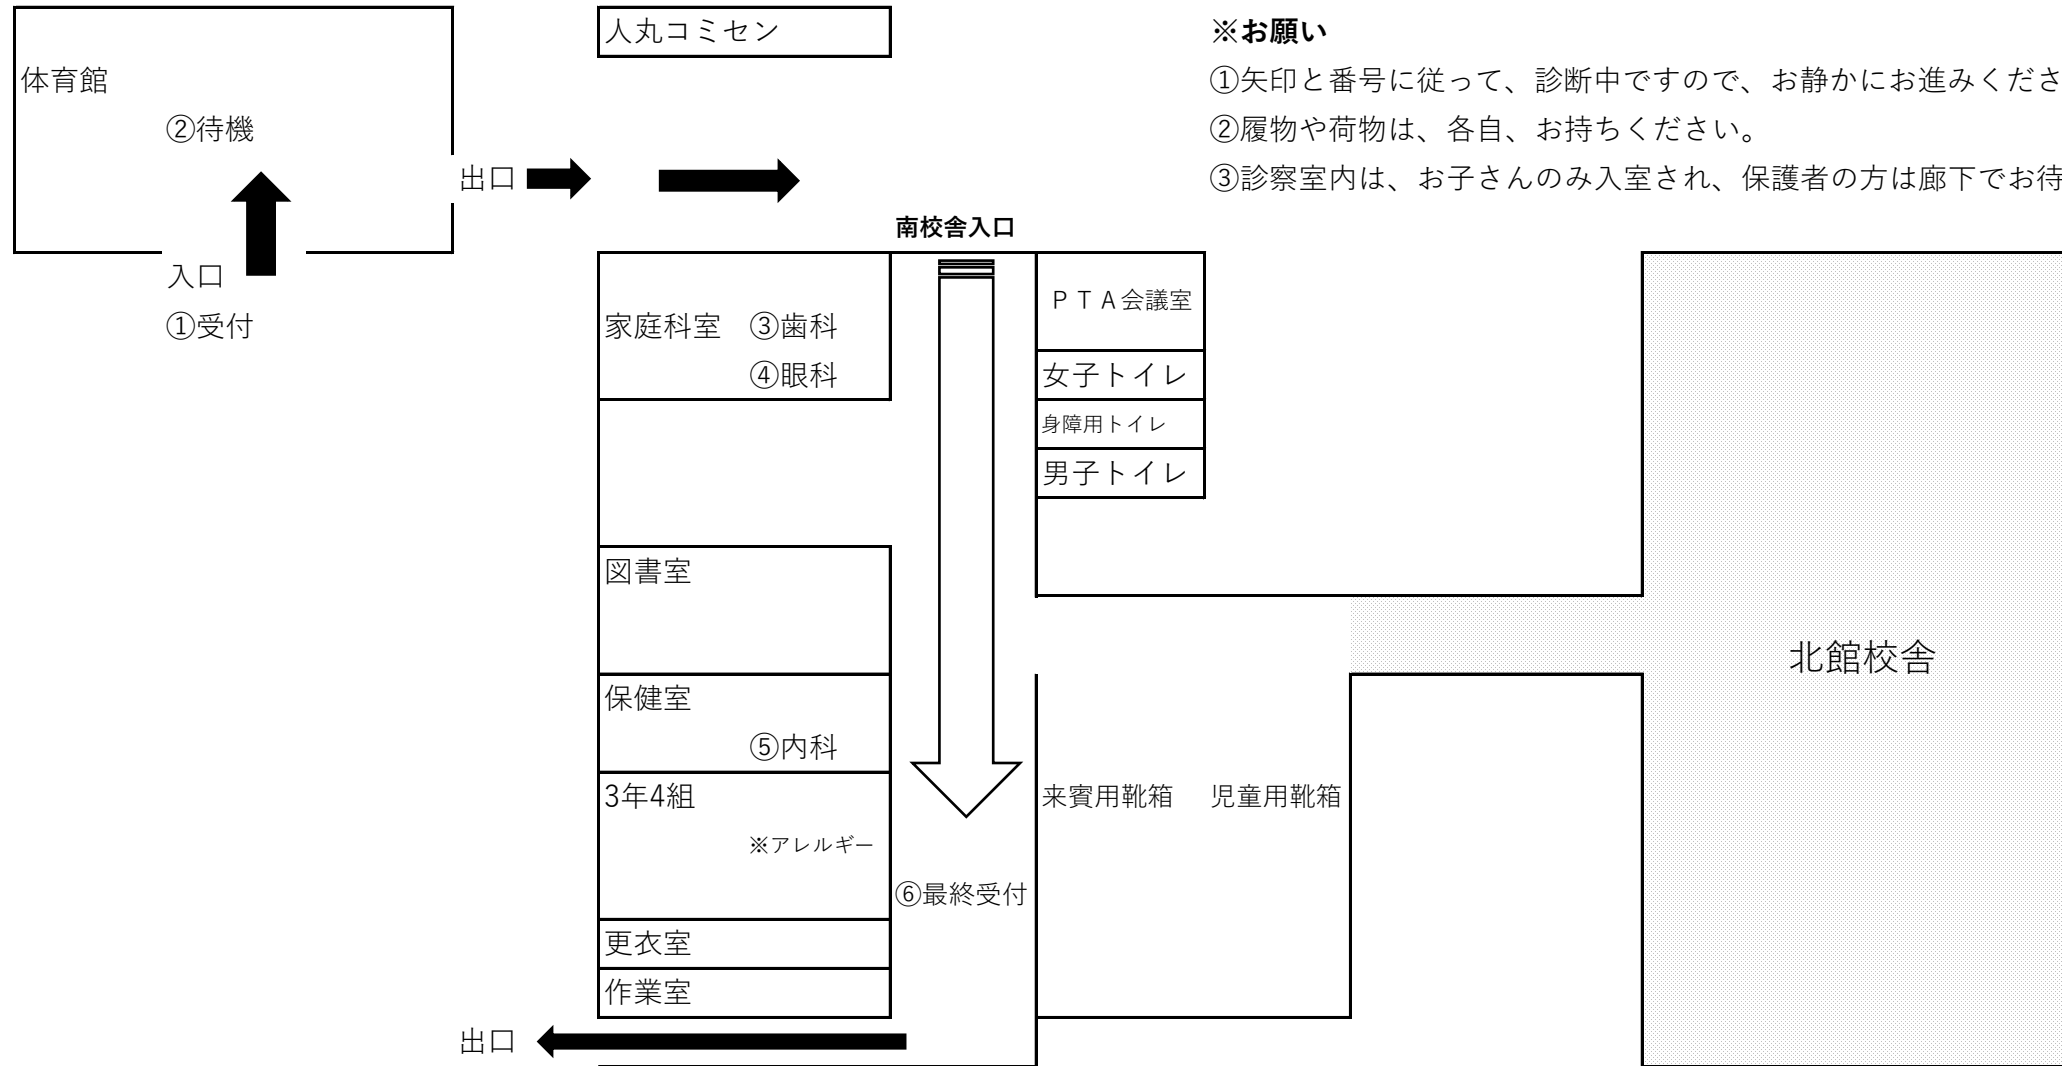 人丸コミセン
※お願い
体育館
①矢印と番号に従って、診断中ですので、お静かにお進みくださ
②待機
②履物や荷物は、各自、お持ちください。
出口
③診察室内は、お子さんのみ入室され、保護者の方は廊下でお待
南校舎入口
入口
①受付
家庭科室 ③歯科
④眼科
ＰＴＡ会議室
女子トイレ
身障用トイレ
男子トイレ
図書室
北館校舎
保健室
⑤内科
3年4組
※アレルギー
来賓用靴箱 児童用靴箱
⑥最終受付
更衣室
作業室
出口